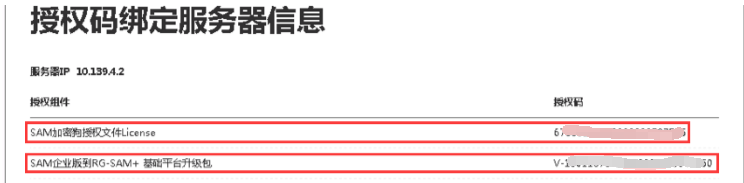 授权码绑定服务器信息
服务器IP 10.139.4.2
授权组件 授权码
SAM加密狗授权文件License
SAM企业版到RG-SAM+ 基础平台升级包